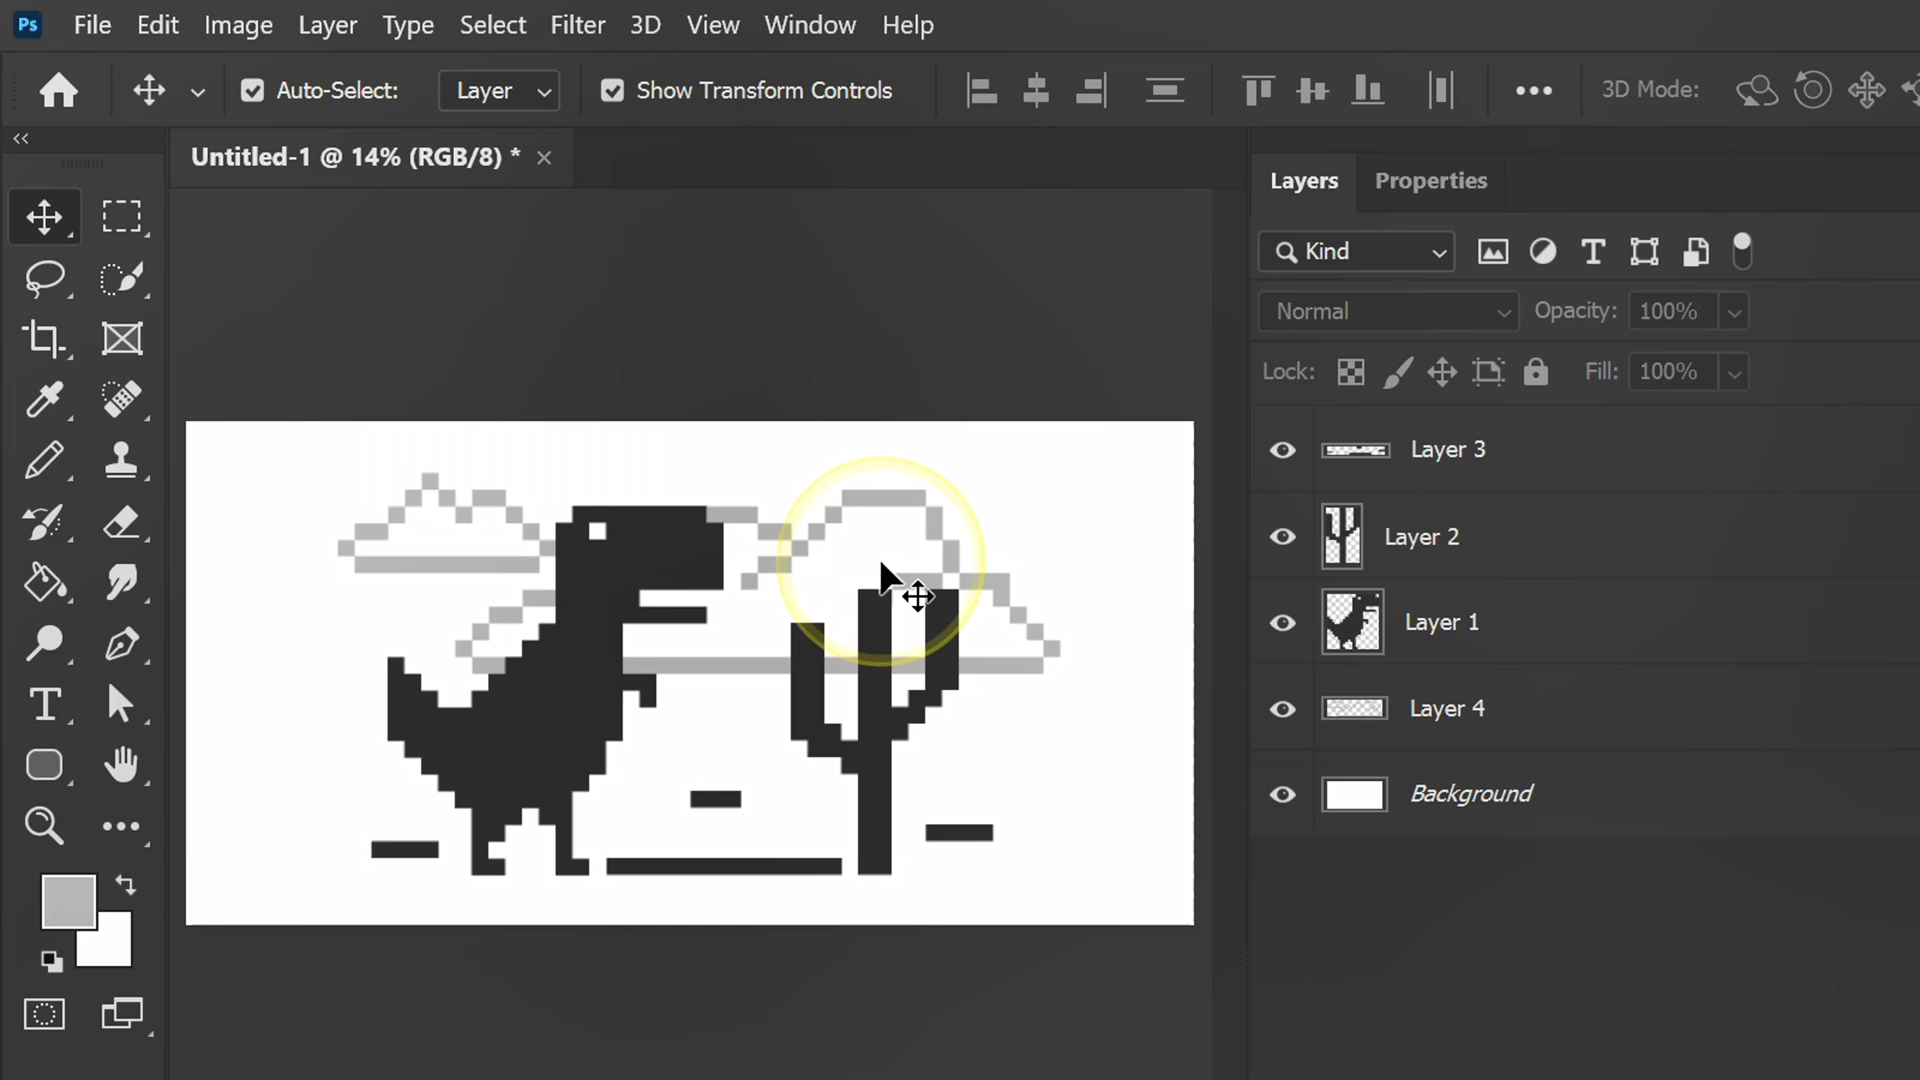 Ps File Edit Image Layer Type Select Filter 3D View Window Help
Auto-Select: Layer Show Transform Controls 3D Mode:
Untitled-1 @ 14% (RGB/8) *
Layers Properties
Kind
Normal Opacity: 100%
Lock: Fill: 100%
Layer 3
Layer 2
Layer 1
Layer 4
Background